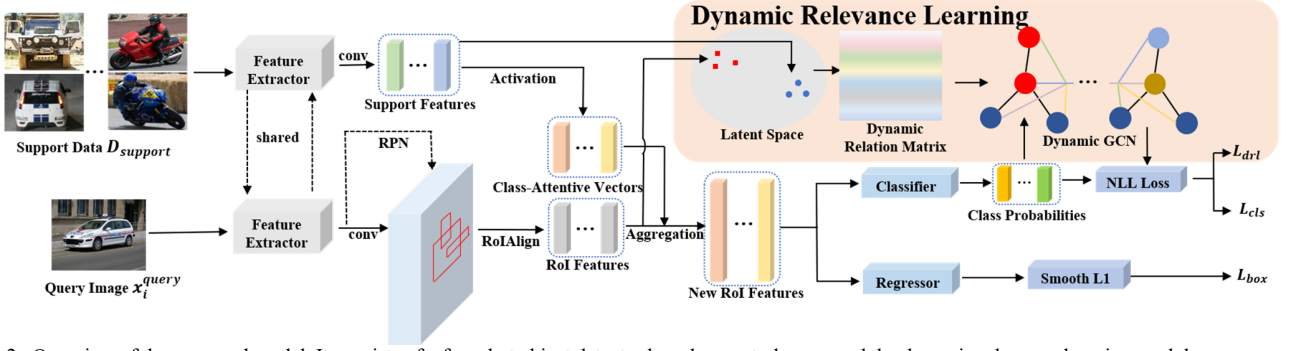 Dynamic Relevance Learning
Feature
Extractor
conv
Support Features
Activation
Support Data D_support
shared
RPN
Class-Attentive Vectors
Latent Space
Dynamic
Relation Matrix
Dynamic GCN
Feature
Extractor
conv
RoIAlign
RoI Features
Aggregation
New RoI Features
Query Image x_i^query
Classifier
Class Probabilities
NLL Loss
L_drl
L_cls
Regressor
Smooth L1
L_box